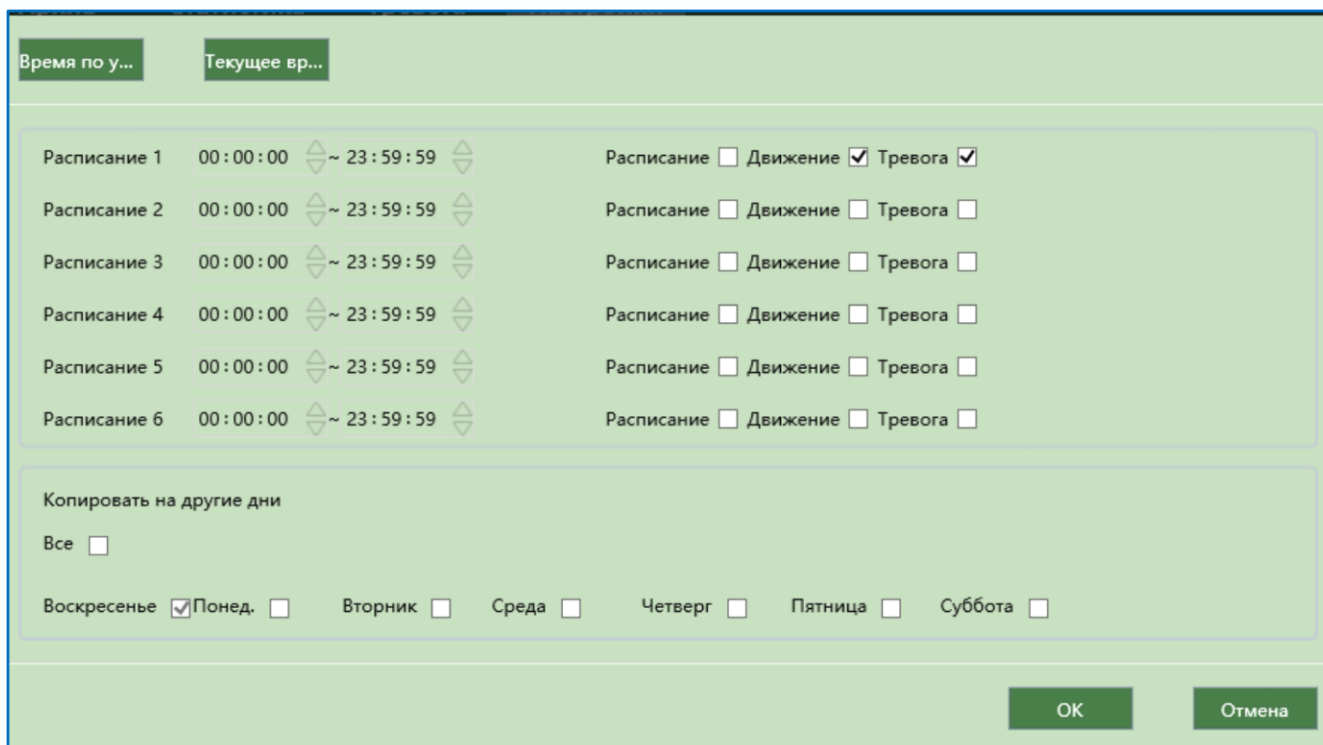 Время по у... Текущее вр...
Расписание 1 00:00:00 ~ 23:59:59 Расписание Движение Тревога
Расписание 2 00:00:00 ~ 23:59:59 Расписание Движение Тревога
Расписание 3 00:00:00 ~ 23:59:59 Расписание Движение Тревога
Расписание 4 00:00:00 ~ 23:59:59 Расписание Движение Тревога
Расписание 5 00:00:00 ~ 23:59:59 Расписание Движение Тревога
Расписание 6 00:00:00 ~ 23:59:59 Расписание Движение Тревога
Копировать на другие дни
Все
Воскресенье Понед. Вторник Среда Четверг Пятница Суббота
OK Отмена